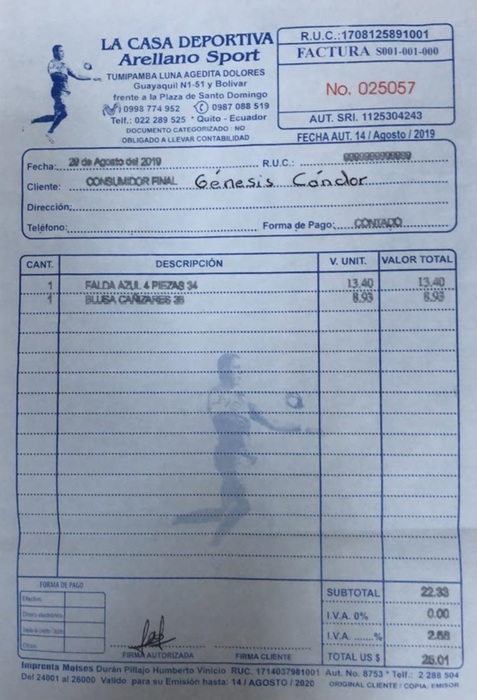 LA CASA DEPORTIVA
Arellano Sport
TUMIPAMBA LUNA AGEDITA DOLORES
Guayaquil N1-51 y Bolívar
frente a la Plaza de Santo Domingo
0998 774 952 0987 088 519
Telf.: 022 289 525 * Quito - Ecuador
DOCUMENTO CATEGORIZADO: NO
OBLIGADO A LLEVAR CONTABILIDAD
R.U.C.:1708125891001
FACTURA S001-001-000
No. 025057
AUT. SRI. 1125304243
FECHA AUT. 14 / Agosto / 2019
Fecha: 29 de Agosto del 2019 R.U.C.:
Cliente: CONSUMIDOR FINAL Génesis Cóndor
Dirección:
Teléfono: Forma de Pago: CONTADO
CANT. DESCRIPCIÓN V. UNIT. VALOR TOTAL
1 FALDA AZUL 4 PIEZAS 34 13.40 13.40
1 BLUSA CAÑIZARES 38 8.93 8.93
FORMA DE PAGO
Efectivo
Otros
SUBTOTAL 22.33
I.V.A. 0% 0.00
I.V.A. ......% 2.68
TOTAL US $ 25.01
FIRMA AUTORIZADA FIRMA CLIENTE
Imprenta Moises Durán Pillajo Humberto Vinicio RUC. 1714037981001 Aut. No. 8753 * Telf.: 2 288 504
Del 24001 al 26000 Valido para su Emisión hasta: 14 / AGOSTO / 2020 ORIGINAL CLIENTE / COPIA EMISOR